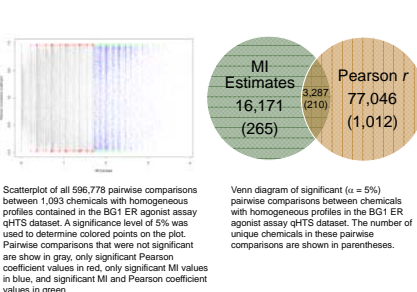 MI
Estimates
16,171
(265)
3,287
(210)
Pearson r
77,046
(1,012)
Scatterplot of all 596,778 pairwise comparisons
between 1,093 chemicals with homogeneous
profiles contained in the BG1 ER agonist assay
qHTS dataset. A significance level of 5% was
used to determine colored points on the plot.
Pairwise comparisons that were not significant
are show in gray, only significant Pearson
coefficient values in red, only significant MI values
in blue, and significant MI and Pearson coefficient
values in green.
Venn diagram of significant (α = 5%)
pairwise comparisons between chemicals
with homogeneous profiles in the BG1 ER
agonist assay qHTS dataset. The number of
unique chemicals in these pairwise
comparisons are shown in parentheses.